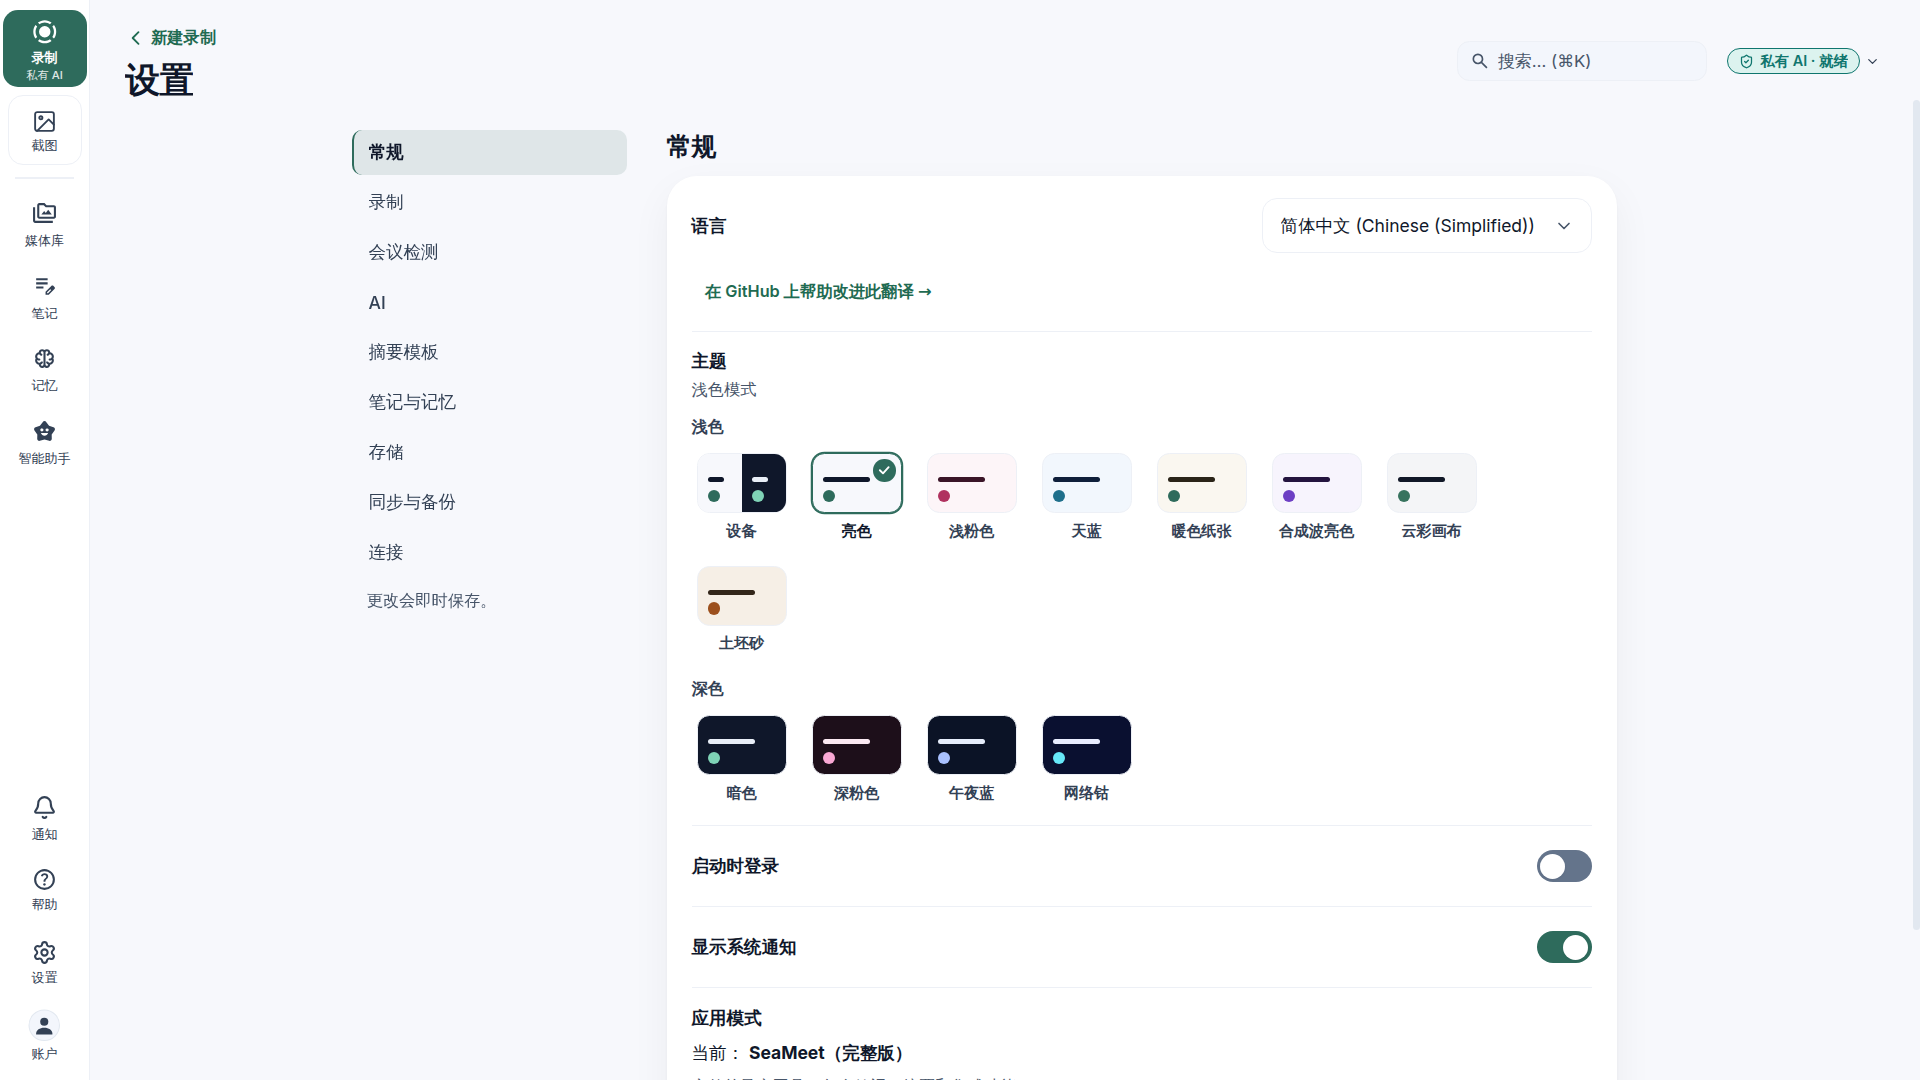 录制
私有 AI
截图
媒体库
笔记
记忆
智能助手
通知
帮助
设置
账户
新建录制
设置
搜索... (⌘K)
私有 AI · 就绪
常规
录制
会议检测
AI
摘要模板
笔记与记忆
存储
同步与备份
连接
更改会即时保存。
常规
语言
简体中文 (Chinese (Simplified))
在 GitHub 上帮助改进此翻译 →
主题
浅色模式
浅色
设备
亮色
浅粉色
天蓝
暖色纸张
合成波亮色
云彩画布
土坯砂
深色
暗色
深粉色
午夜蓝
网络钴
启动时登录
显示系统通知
应用模式
当前： SeaMeet（完整版）